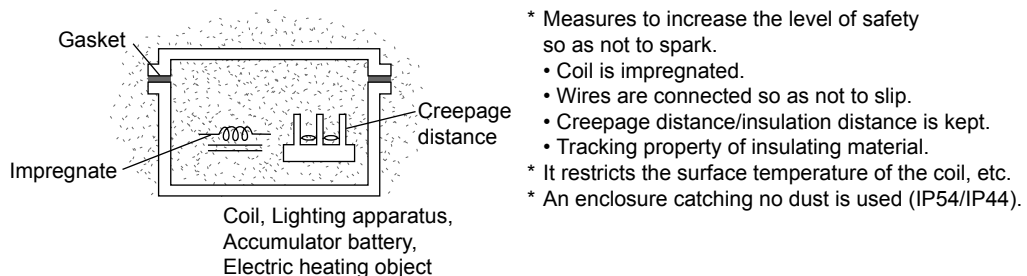 Gasket
Impregnate
Creepage
distance
Coil, Lighting apparatus,
Accumulator battery,
Electric heating object
* Measures to increase the level of safety
so as not to spark.
• Coil is impregnated.
• Wires are connected so as not to slip.
• Creepage distance/insulation distance is kept.
• Tracking property of insulating material.
* It restricts the surface temperature of the coil, etc.
* An enclosure catching no dust is used (IP54/IP44).